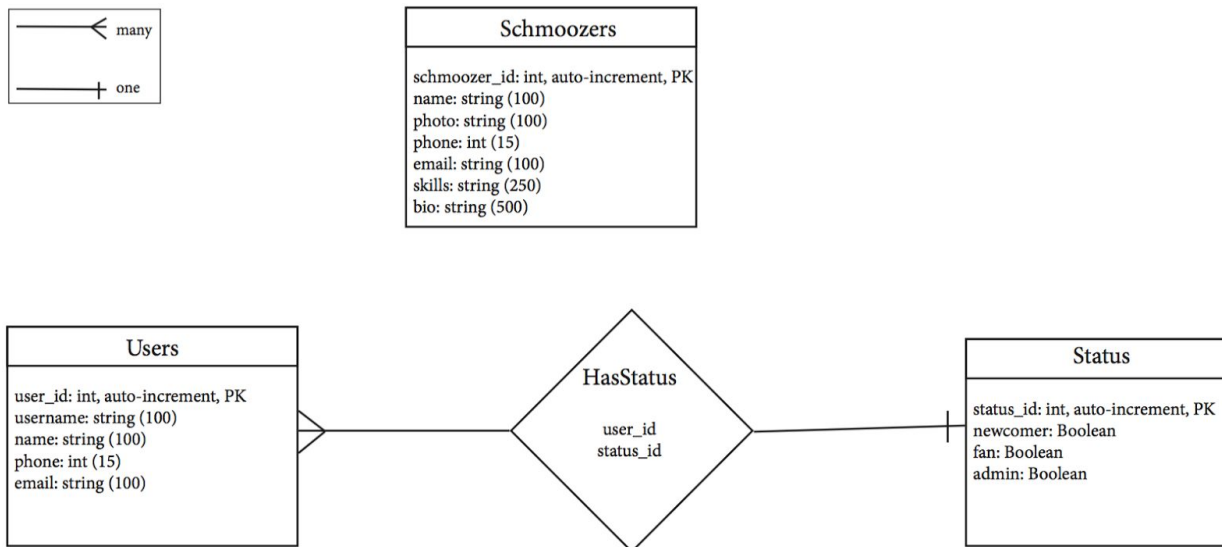 many
one
Schmoozers
schmoozer_id: int, auto-increment, PK
name: string (100)
photo: string (100)
phone: int (15)
email: string (100)
skills: string (250)
bio: string (500)
Users
user_id: int, auto-increment, PK
username: string (100)
name: string (100)
phone: int (15)
email: string (100)
HasStatus
user_id
status_id
Status
status_id: int, auto-increment, PK
newcomer: Boolean
fan: Boolean
admin: Boolean